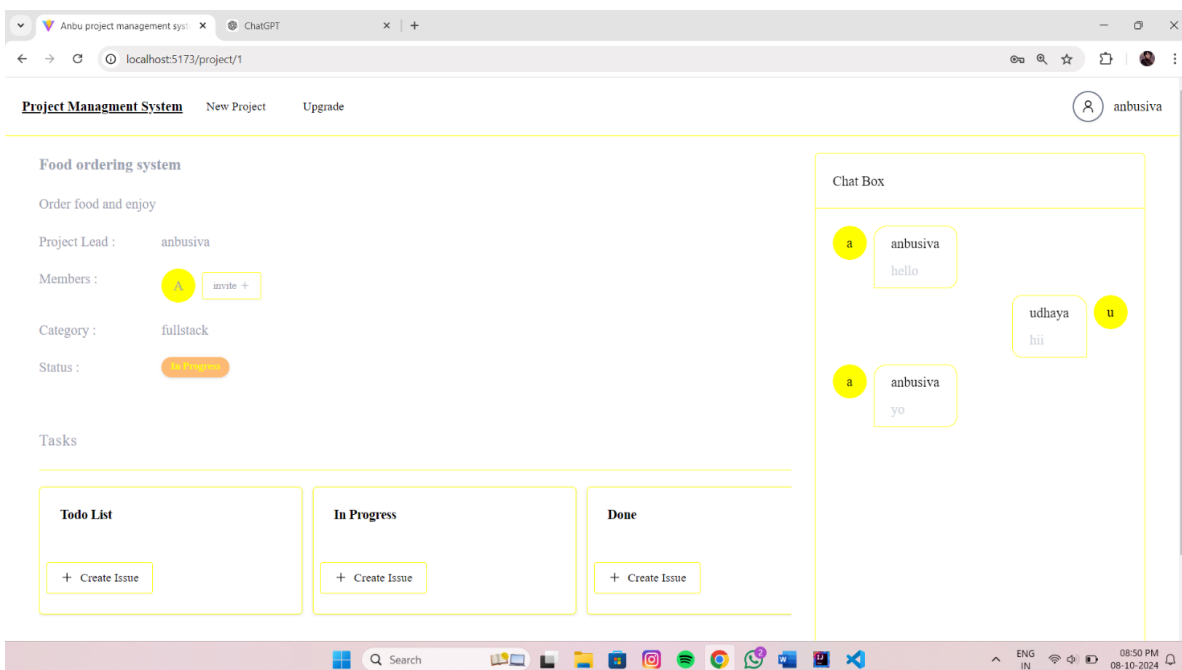 Anbu project management syst
ChatGPT
localhost:5173/project/1
Project Managment System New Project Upgrade
anbusiva
Food ordering system
Order food and enjoy
Project Lead : anbusiva
Members : A invite +
Category : fullstack
Status : In Progress
Tasks
Todo List
+ Create Issue
In Progress
+ Create Issue
Done
+ Create Issue
Chat Box
a anbusiva
hello
udhaya u
hii
a anbusiva
yo
Search
2
ENG
IN
08:50 PM
08-10-2024